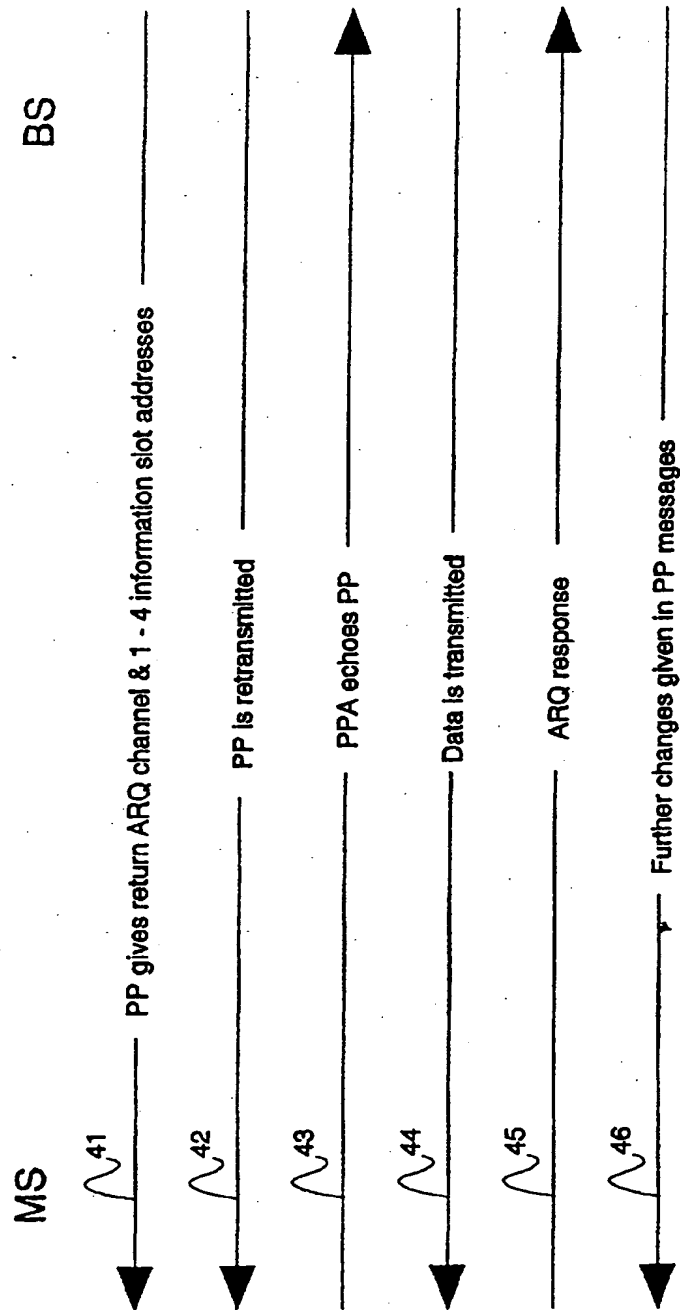 MS BS
41
PP gives return ARQ channel & 1 - 4 information slot addresses
42
PP is retransmitted
43
PPA echoes PP
44
Data is transmitted
45
ARQ response
46
Further changes given in PP messages